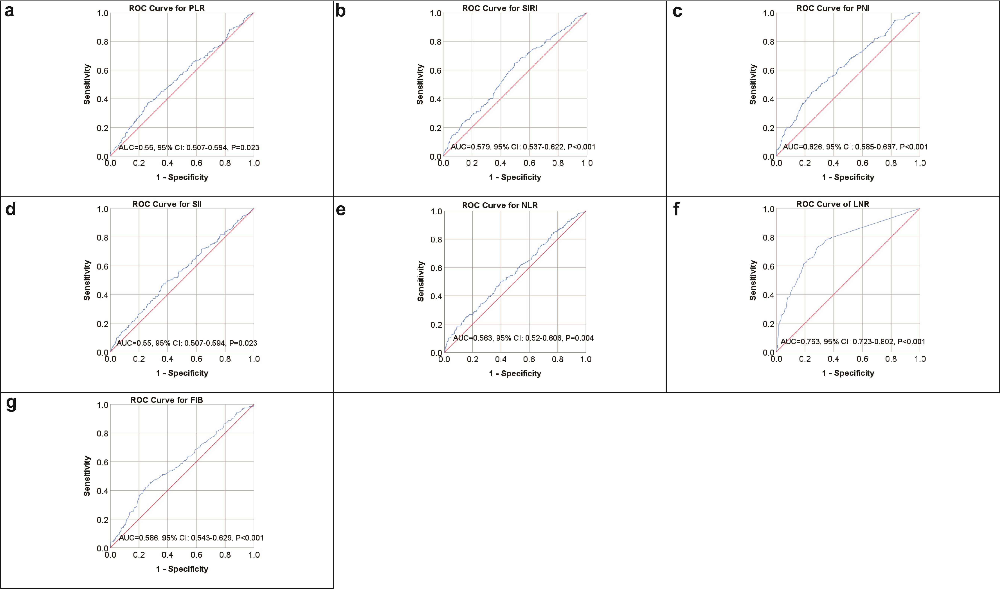 a
ROC Curve for PLR
1.0
0.8
0.6
0.4
0.2
0.0
Sensitivity
AUC=0.55, 95% CI: 0.507-0.594, P=0.023
0.0 0.2 0.4 0.6 0.8 1.0
1 - Specificity
b
ROC Curve for SIRI
1.0
0.8
0.6
0.4
0.2
0.0
Sensitivity
AUC=0.579, 95% CI: 0.537-0.622, P<0.001
0.0 0.2 0.4 0.6 0.8 1.0
1 - Specificity
c
ROC Curve for PNI
1.0
0.8
0.6
0.4
0.2
0.0
Sensitivity
AUC=0.626, 95% CI: 0.585-0.667, P<0.001
0.0 0.2 0.4 0.6 0.8 1.0
1 - Specificity
d
ROC Curve for SII
1.0
0.8
0.6
0.4
0.2
0.0
Sensitivity
AUC=0.55, 95% CI: 0.507-0.594, P=0.023
0.0 0.2 0.4 0.6 0.8 1.0
1 - Specificity
e
ROC Curve for NLR
1.0
0.8
0.6
0.4
0.2
0.0
Sensitivity
AUC=0.563, 95% CI: 0.52-0.606, P=0.004
0.0 0.2 0.4 0.6 0.8 1.0
1 - Specificity
f
ROC Curve of LNR
1.0
0.8
0.6
0.4
0.2
0.0
Sensitivity
AUC=0.763, 95% CI: 0.723-0.802, P<0.001
0.0 0.2 0.4 0.6 0.8 1.0
1 - Specificity
g
ROC Curve for FIB
1.0
0.8
0.6
0.4
0.2
0.0
Sensitivity
AUC=0.586, 95% CI: 0.543-0.629, P<0.001
0.0 0.2 0.4 0.6 0.8 1.0
1 - Specificity